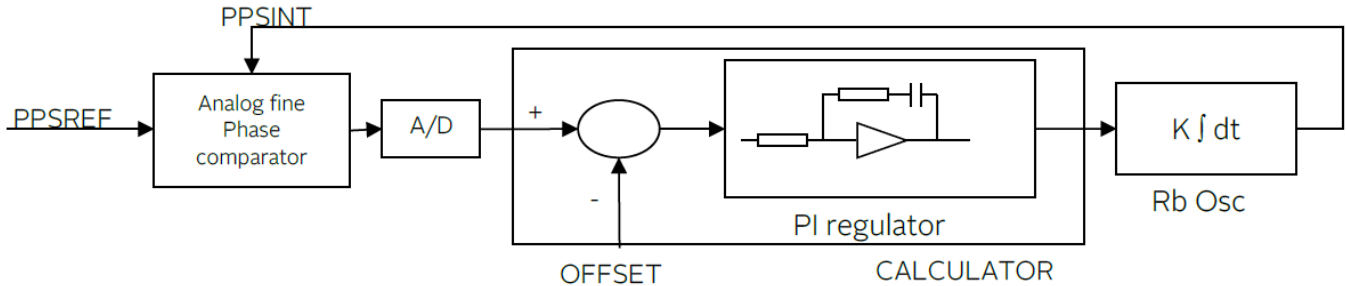 PPSINT
PPSREF
Analog fine
Phase
comparator
A/D
+
-
OFFSET
PI regulator
CALCULATOR
K ∫ dt
Rb Osc